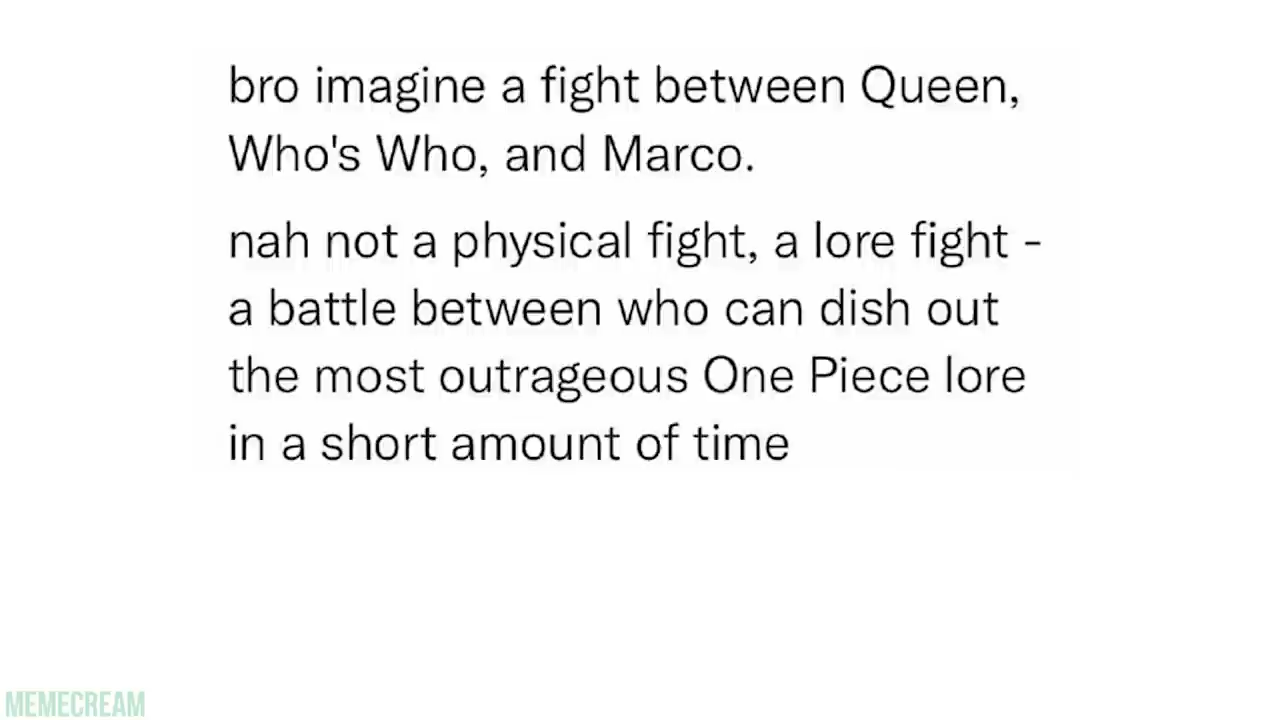 bro imagine a fight between Queen,
Who's Who, and Marco.
nah not a physical fight, a lore fight -
a battle between who can dish out
the most outrageous One Piece lore
in a short amount of time
MEMECREAM